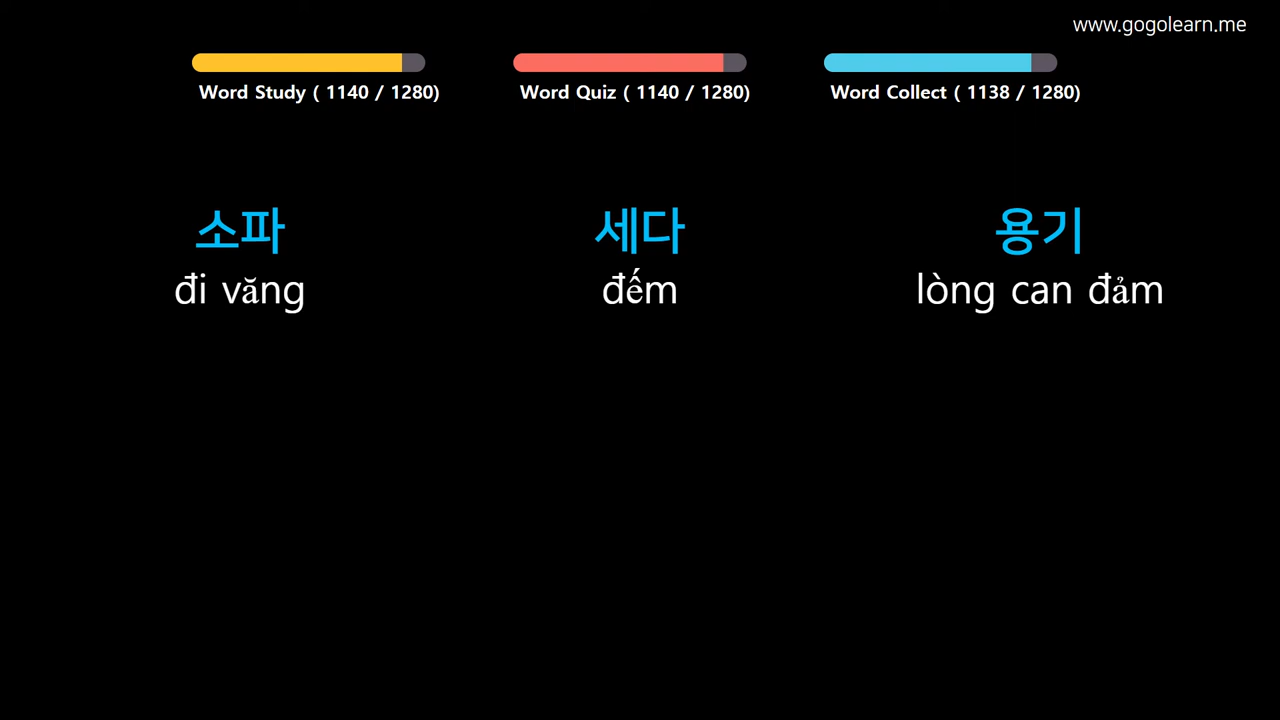 www.gogolearn.me
Word Study ( 1140 / 1280)
Word Quiz ( 1140 / 1280)
Word Collect ( 1138 / 1280)
소파
세다
용기
đi văng
đếm
lòng can đảm